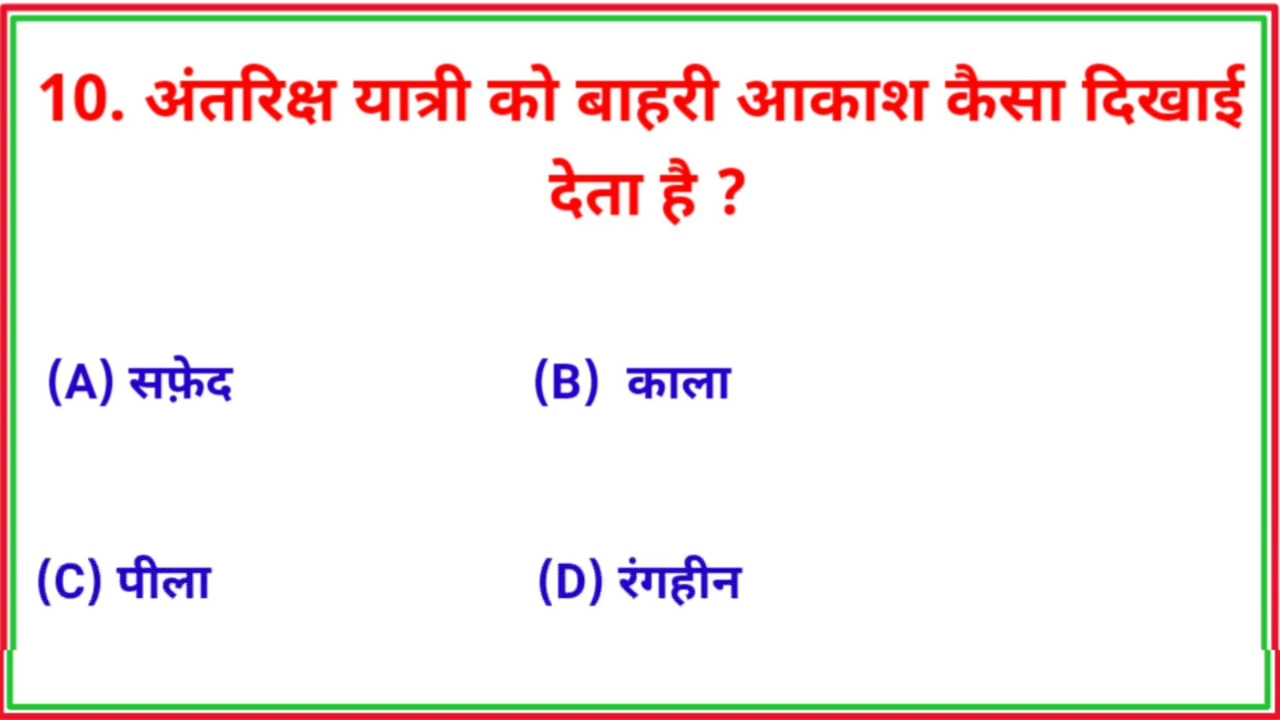 10. अंतरिक्ष यात्री को बाहरी आकाश कैसा दिखाई
देता है ?
(A) सफ़ेद (B) काला
(C) पीला (D) रंगहीन